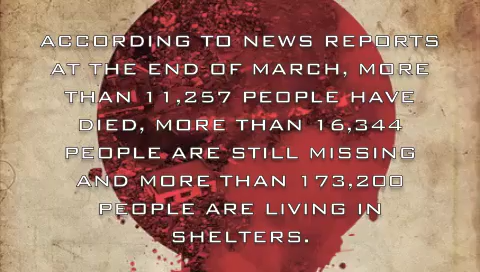 ACCORDING TO NEWS REPORTS
AT THE END OF MARCH, MORE
THAN 11,257 PEOPLE HAVE
DIED, MORE THAN 16,344
PEOPLE ARE STILL MISSING
AND MORE THAN 173,200
PEOPLE ARE LIVING IN
SHELTERS.